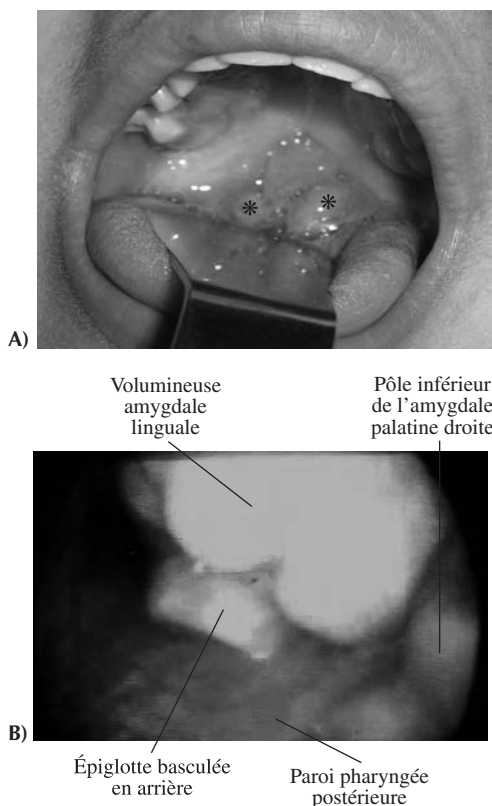 *
*
A)
Volumineuse
amygdale
linguale
Pôle inférieur
de l'amygdale
palatine droite
B)
Épiglotte basculée
en arrière
Paroi pharyngée
postérieure